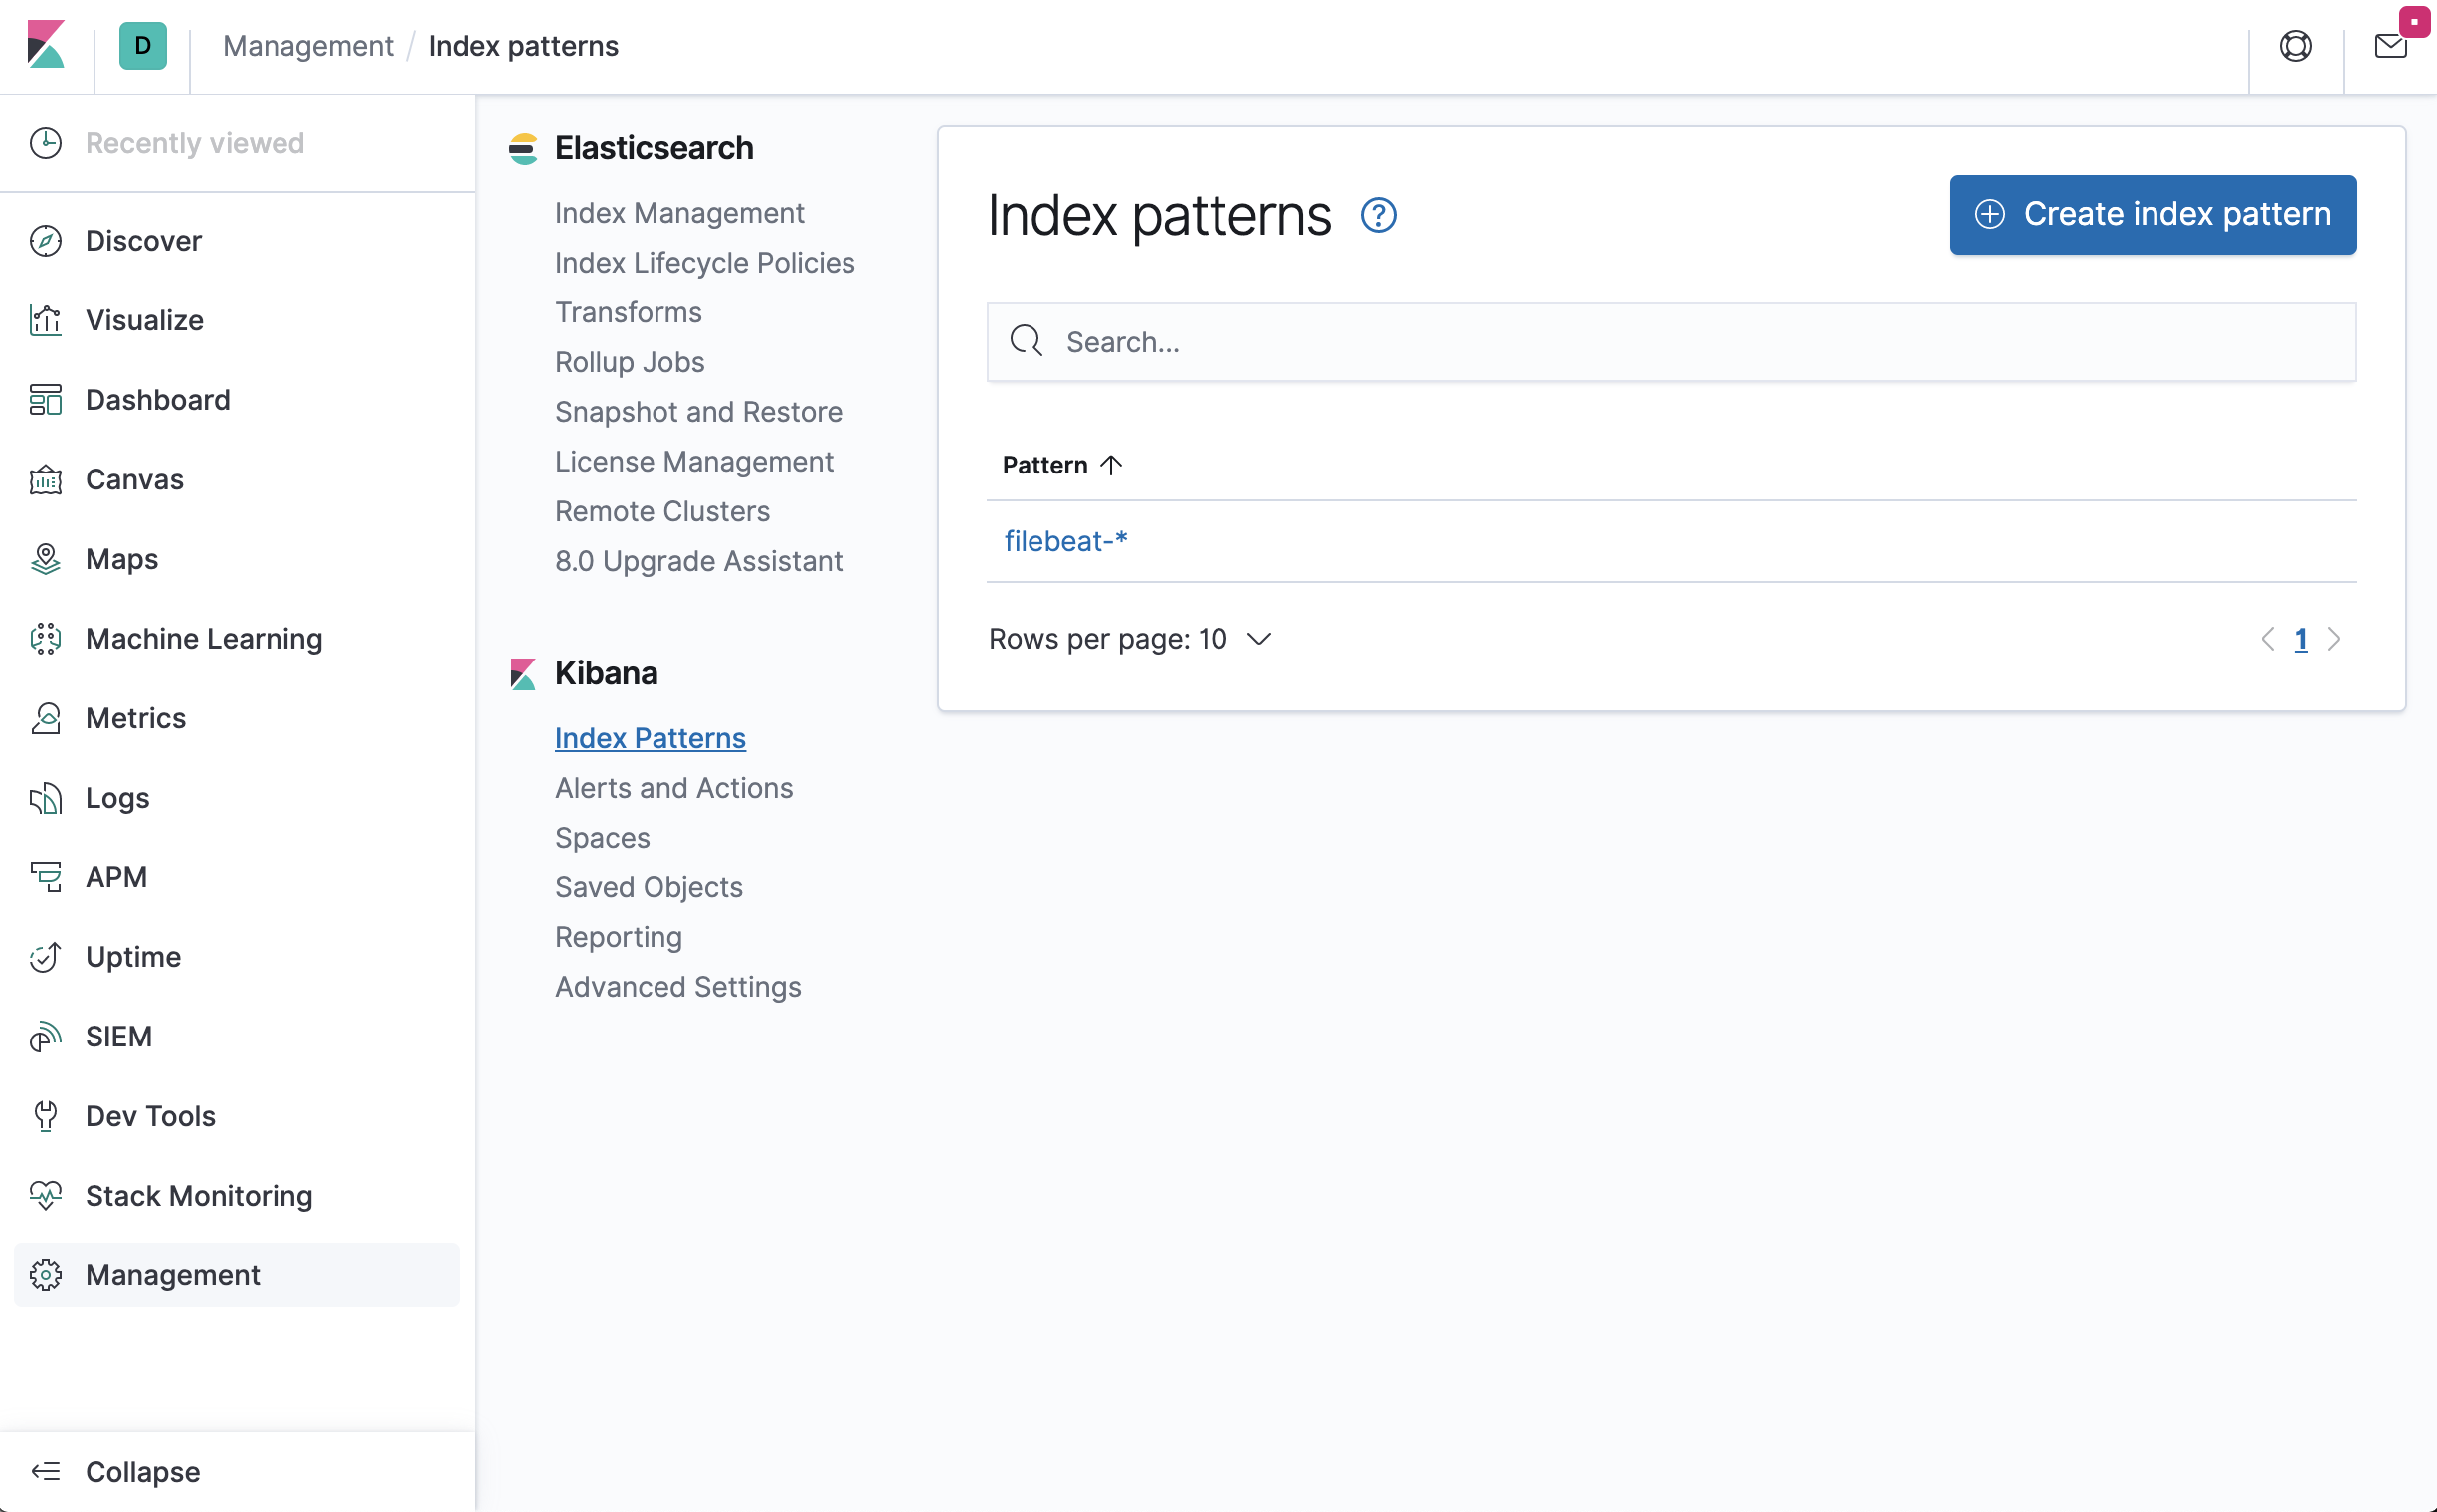 D
Management / Index patterns
Recently viewed
Discover
Visualize
Dashboard
Canvas
Maps
Machine Learning
Metrics
Logs
APM
Uptime
SIEM
Dev Tools
Stack Monitoring
Management
Collapse
Elasticsearch
Index Management
Index Lifecycle Policies
Transforms
Rollup Jobs
Snapshot and Restore
License Management
Remote Clusters
8.0 Upgrade Assistant
Kibana
Index Patterns
Alerts and Actions
Spaces
Saved Objects
Reporting
Advanced Settings
Index patterns ?
Create index pattern
Search...
Pattern ↑
filebeat-*
Rows per page: 10
1